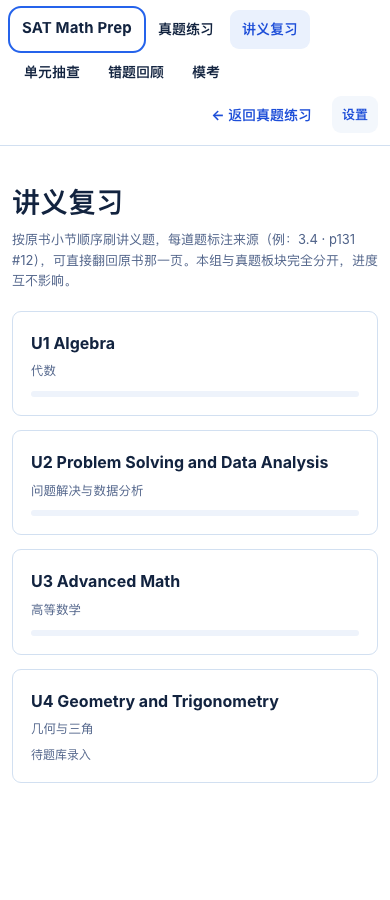 SAT Math Prep 真题练习 讲义复习
单元抽查 错题回顾 模考
← 返回真题练习 设置
讲义复习
按原书小节顺序刷讲义题，每道题标注来源（例：3.4 · p131
#12），可直接翻回原书那一页。本组与真题板块完全分开，进度
互不影响。
U1 Algebra
代数
U2 Problem Solving and Data Analysis
问题解决与数据分析
U3 Advanced Math
高等数学
U4 Geometry and Trigonometry
几何与三角
待题库录入